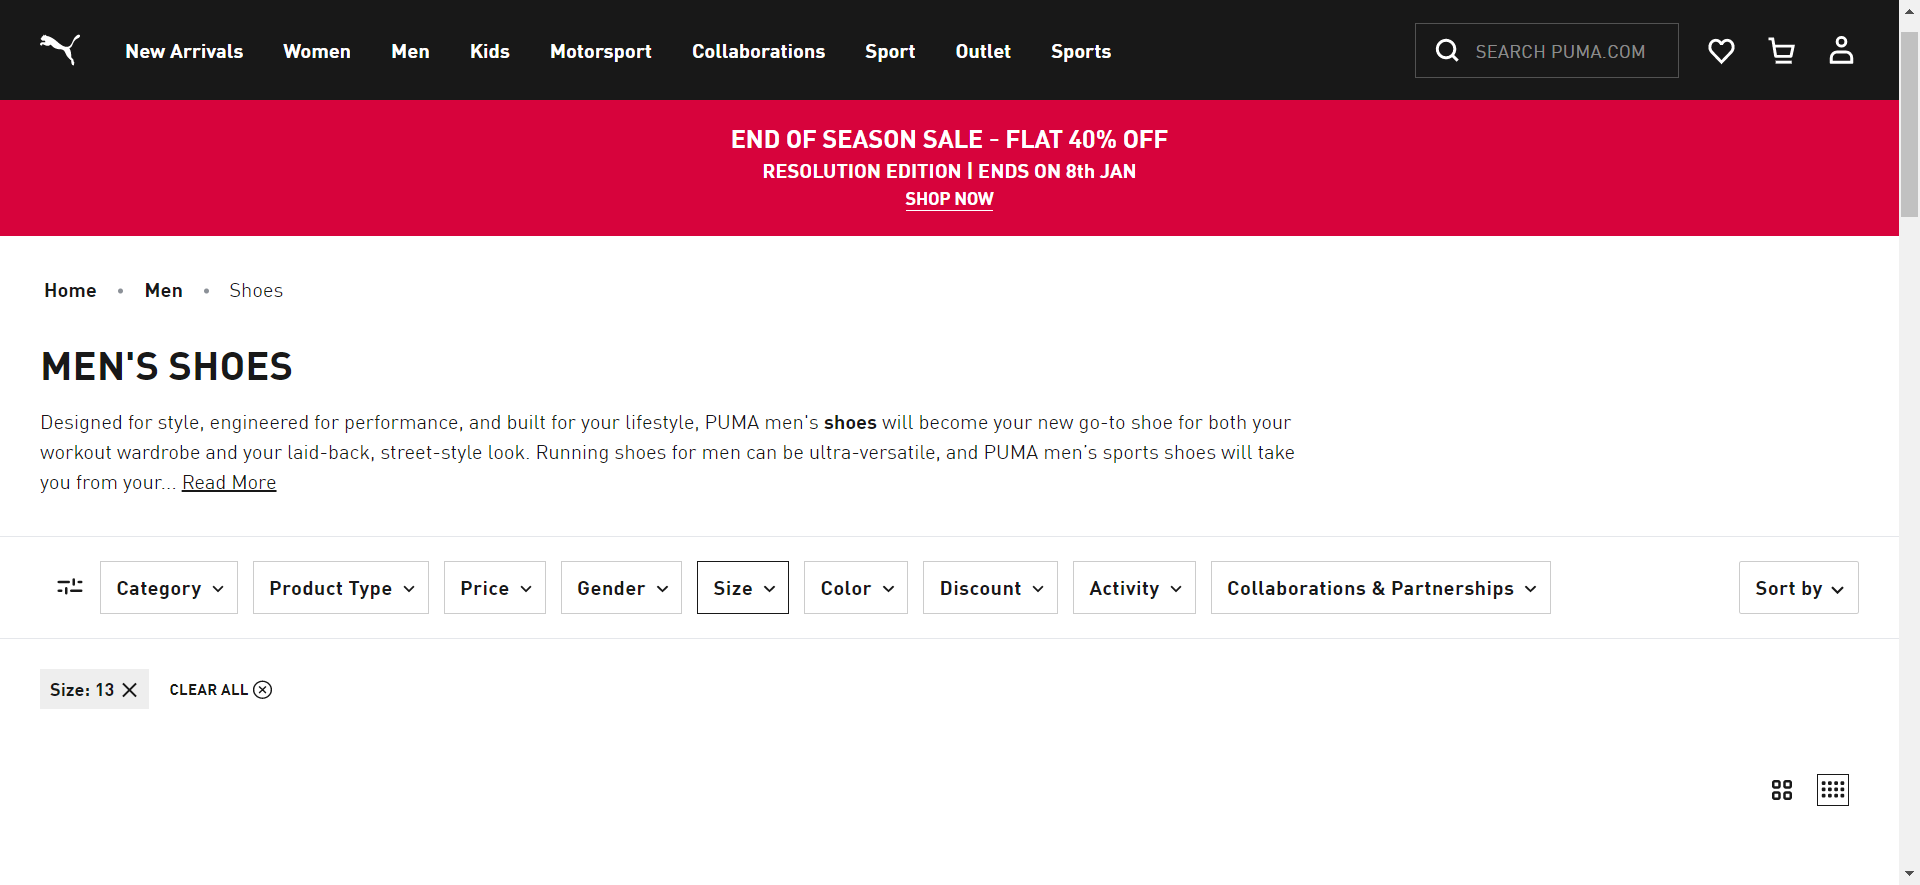 New Arrivals Women Men Kids Motorsport Collaborations Sport Outlet Sports SEARCH PUMA.COM
END OF SEASON SALE - FLAT 40% OFF
RESOLUTION EDITION | ENDS ON 8th JAN
SHOP NOW
Home • Men • Shoes
MEN'S SHOES
Designed for style, engineered for performance, and built for your lifestyle, PUMA men's shoes will become your new go-to shoe for both your
workout wardrobe and your laid-back, street-style look. Running shoes for men can be ultra-versatile, and PUMA men's sports shoes will take
you from your... Read More
Category Product Type Price Gender Size Color Discount Activity Collaborations & Partnerships Sort by
Size: 13 CLEAR ALL